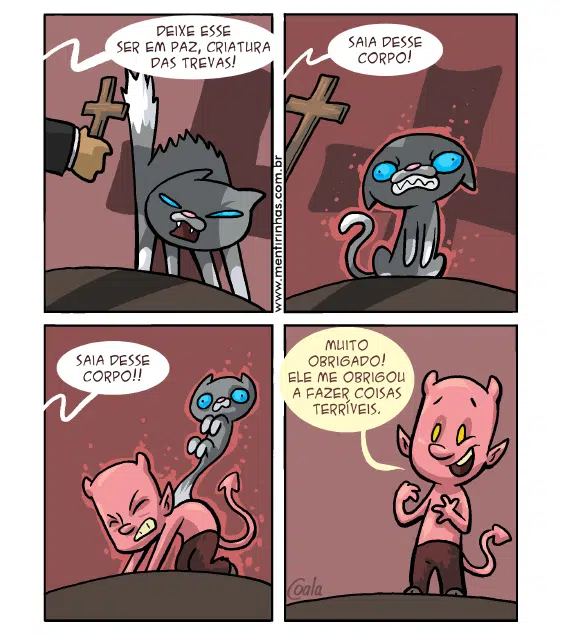 DEIXE ESSE
SER EM PAZ, CRIATURA
DAS TREVAS!
SAIA DESSE
CORPO!
www.mentirinhas.com.br
SAIA DESSE
CORPO!!
MUITO
OBRIGADO!
ELE ME OBRIGOU
A FAZER COISAS
TERRÍVEIS.
Coala